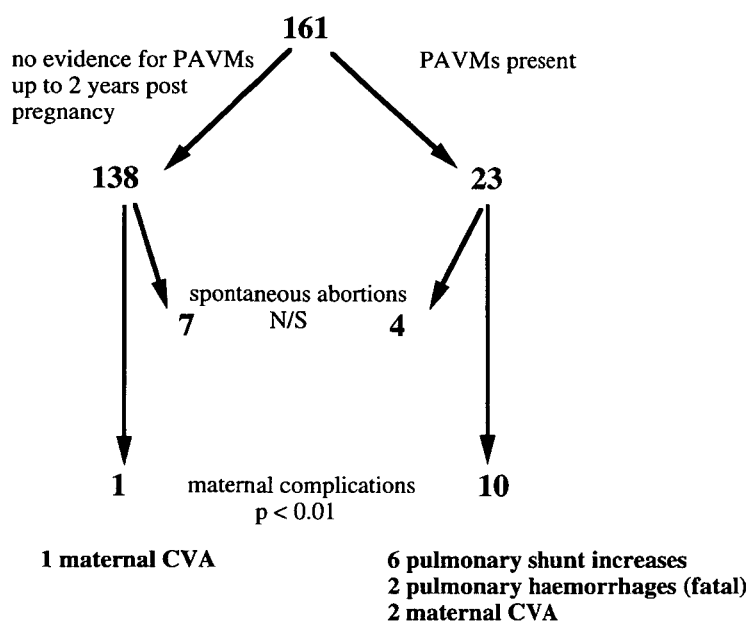 161
no evidence for PAVMs
up to 2 years post
pregnancy
PAVMs present
138
23
spontaneous abortions
7 N/S 4
1 maternal complications 10
p < 0.01
1 maternal CVA
6 pulmonary shunt increases
2 pulmonary haemorrhages (fatal)
2 maternal CVA